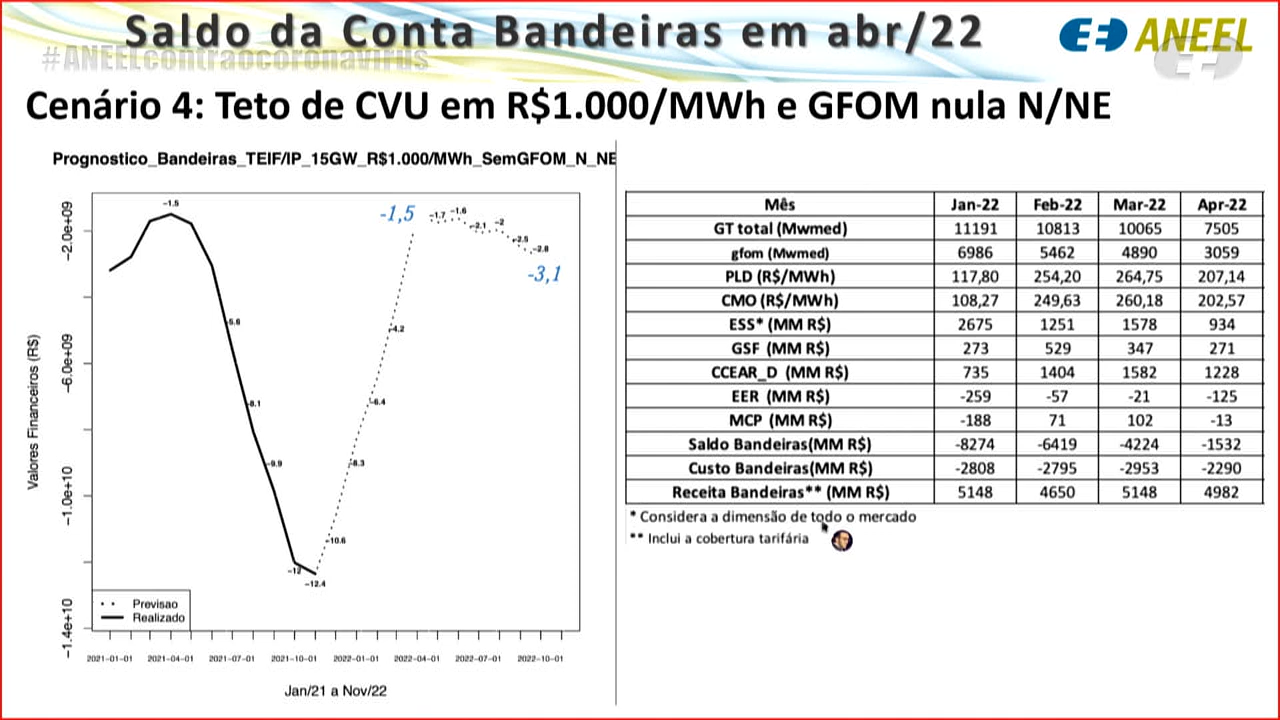 Saldo da Conta Bandeiras em abr/22
ANEEL
#ANEELcontraocoronavirus
Cenário 4: Teto de CVU em R$1.000/MWh e GFOM nula N/NE
Prognostico_Bandeiras_TEIF/IP_15GW_R$1.000/MWh_SemGFOM_N_NE
Valores Financeiros (R$)
−2.0e+09
−6.0e+09
−1.0e+10
−1.4e+10
−1.5
-1,5
−1.7
−1.6
−2.1
−2
−2.5
−2.8
-3,1
−5.6
−4.2
−8.1
−6.4
−9.9
−8.3
−10.6
−12
−12.4
Previsao
Realizado
2021−01−01 2021−04−01 2021−07−01 2021−10−01 2022−01−01 2022−04−01 2022−07−01 2022−10−01
Jan/21 a Nov/22
Mês Jan-22 Feb-22 Mar-22 Apr-22
GT total (Mwmed) 11191 10813 10065 7505
gfom (Mwmed) 6986 5462 4890 3059
PLD (R$/MWh) 117,80 254,20 264,75 207,14
CMO (R$/MWh) 108,27 249,63 260,18 202,57
ESS* (MM R$) 2675 1251 1578 934
GSF (MM R$) 273 529 347 271
CCEAR_D (MM R$) 735 1404 1582 1228
EER (MM R$) -259 -57 -21 -125
MCP (MM R$) -188 71 102 -13
Saldo Bandeiras(MM R$) -8274 -6419 -4224 -1532
Custo Bandeiras(MM R$) -2808 -2795 -2953 -2290
Receita Bandeiras** (MM R$) 5148 4650 5148 4982
* Considera a dimensão de todo o mercado
** Inclui a cobertura tarifária